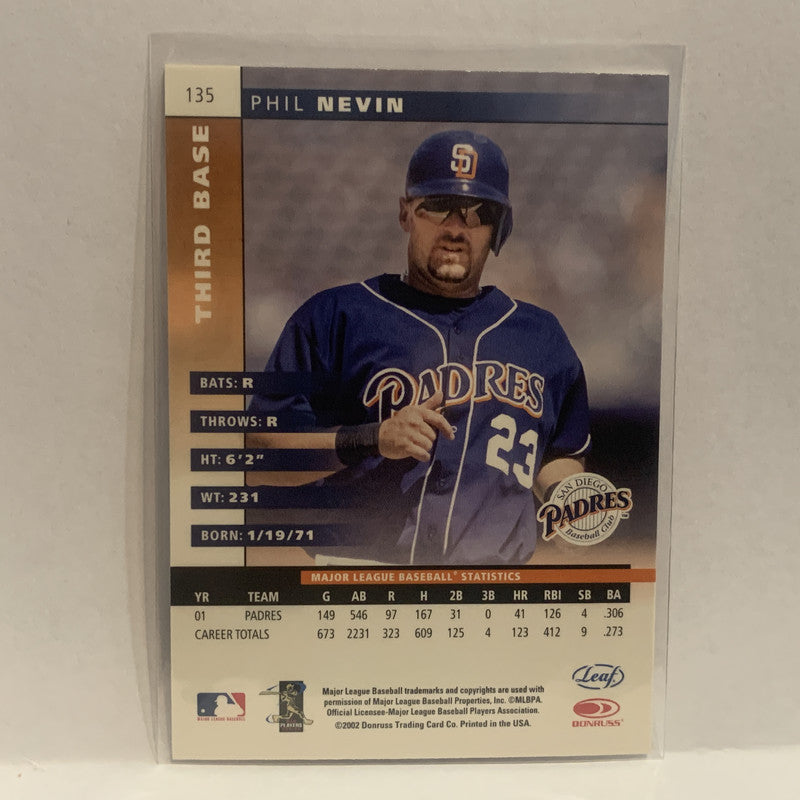 135
PHIL NEVIN
THIRD BASE
SD
PADRES
23
BATS: R
THROWS: R
HT: 6'2"
WT: 231
BORN: 1/19/71
SAN DIEGO
PADRES
Baseball Club
MAJOR LEAGUE BASEBALL® STATISTICS
YR TEAM G AB R H 2B 3B HR RBI SB BA
01 PADRES 149 546 97 167 31 0 41 126 4 .306
CAREER TOTALS 673 2231 323 609 125 4 123 412 9 .273
Leaf
MAJOR LEAGUE BASEBALL
PLAYERS
Major League Baseball trademarks and copyrights are used with
permission of Major League Baseball Properties, Inc. ©MLBPA.
Official Licensee-Major League Baseball Players Association.
©2002 Donruss Trading Card Co. Printed in the USA.
DONRUSS